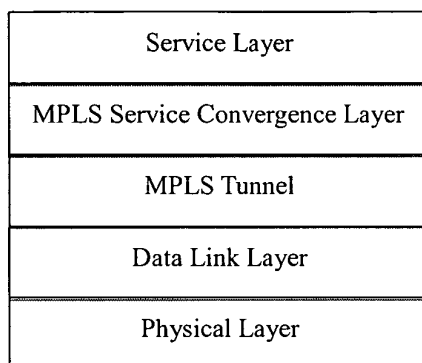 Service Layer
MPLS Service Convergence Layer
MPLS Tunnel
Data Link Layer
Physical Layer